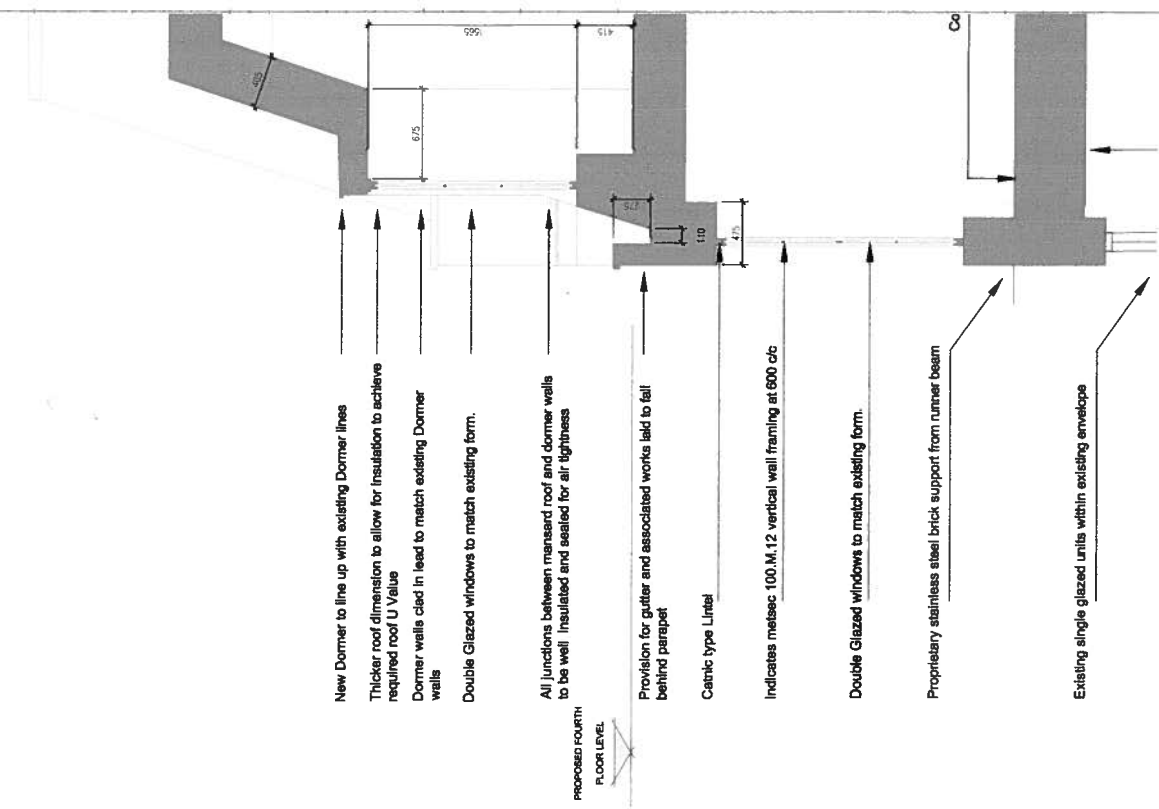 New Dormer to line up with existing Dormer lines
Thicker roof dimension to allow for insulation to achieve
required roof U Value
Dormer walls clad in lead to match existing Dormer
walls
Double Glazed windows to match existing form.
All junctions between mansard roof and dormer walls
to be well insulated and sealed for air tightness
PROPOSED FOURTH
FLOOR LEVEL
Provision for gutter and associated works laid to fall
behind parapet
Catnic type Lintel
Indicates metsec 100.M.12 vertical wall framing at 600 c/c
Double Glazed windows to match existing form.
Proprietary stainless steel brick support from runner beam
Existing single glazed units within existing envelope
405
1565
415
675
275
110
475
Co